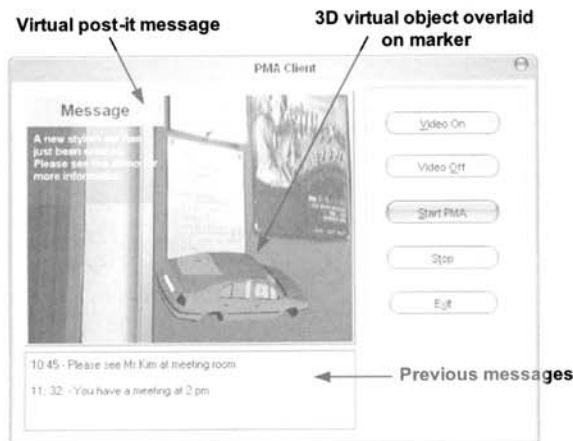 Virtual post-it message
3D virtual object overlaid
on marker
PMA Client
Message
A new stylish car has
just been
Please see the demo for
more information
Video On
Video Off
Start PMA
Stop
Exit
10:45 - Please see Mr.Kim at meeting room
11: 32: - You have a meeting at 2 pm
Previous messages